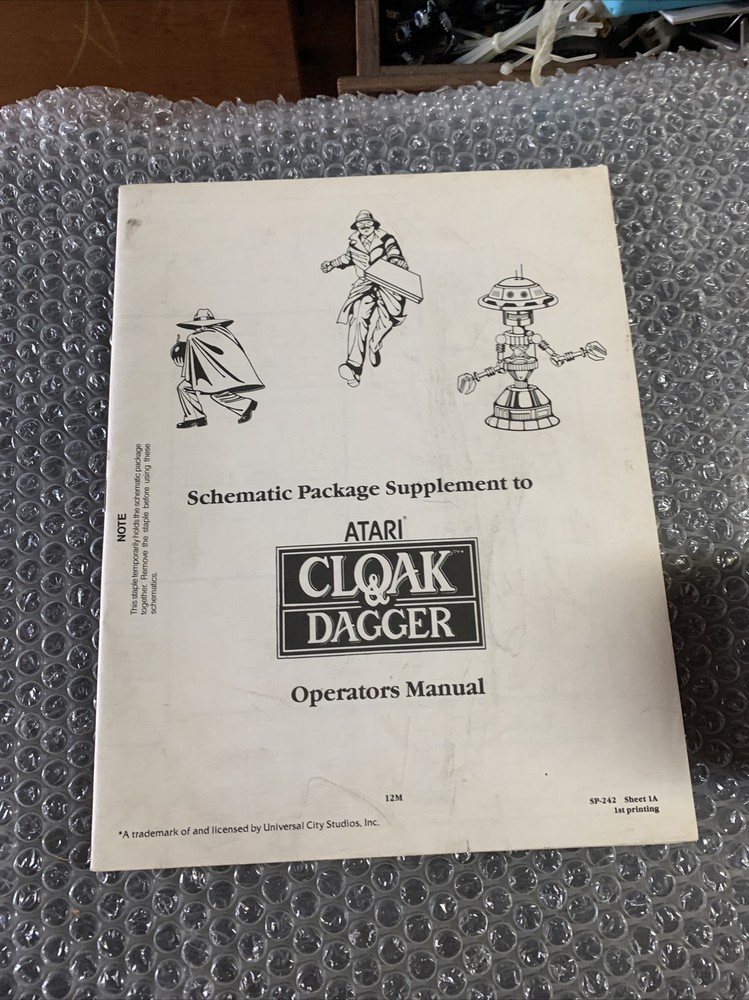 Schematic Package Supplement to
ATARI®
CLOAK
&
DAGGER™*
Operators Manual
NOTE
This staple temporarily holds the schematic package
together. Remove the staple before using these
schematics.
12M
SP-242 Sheet 1A
1st printing
*A trademark of and licensed by Universal City Studios, Inc.